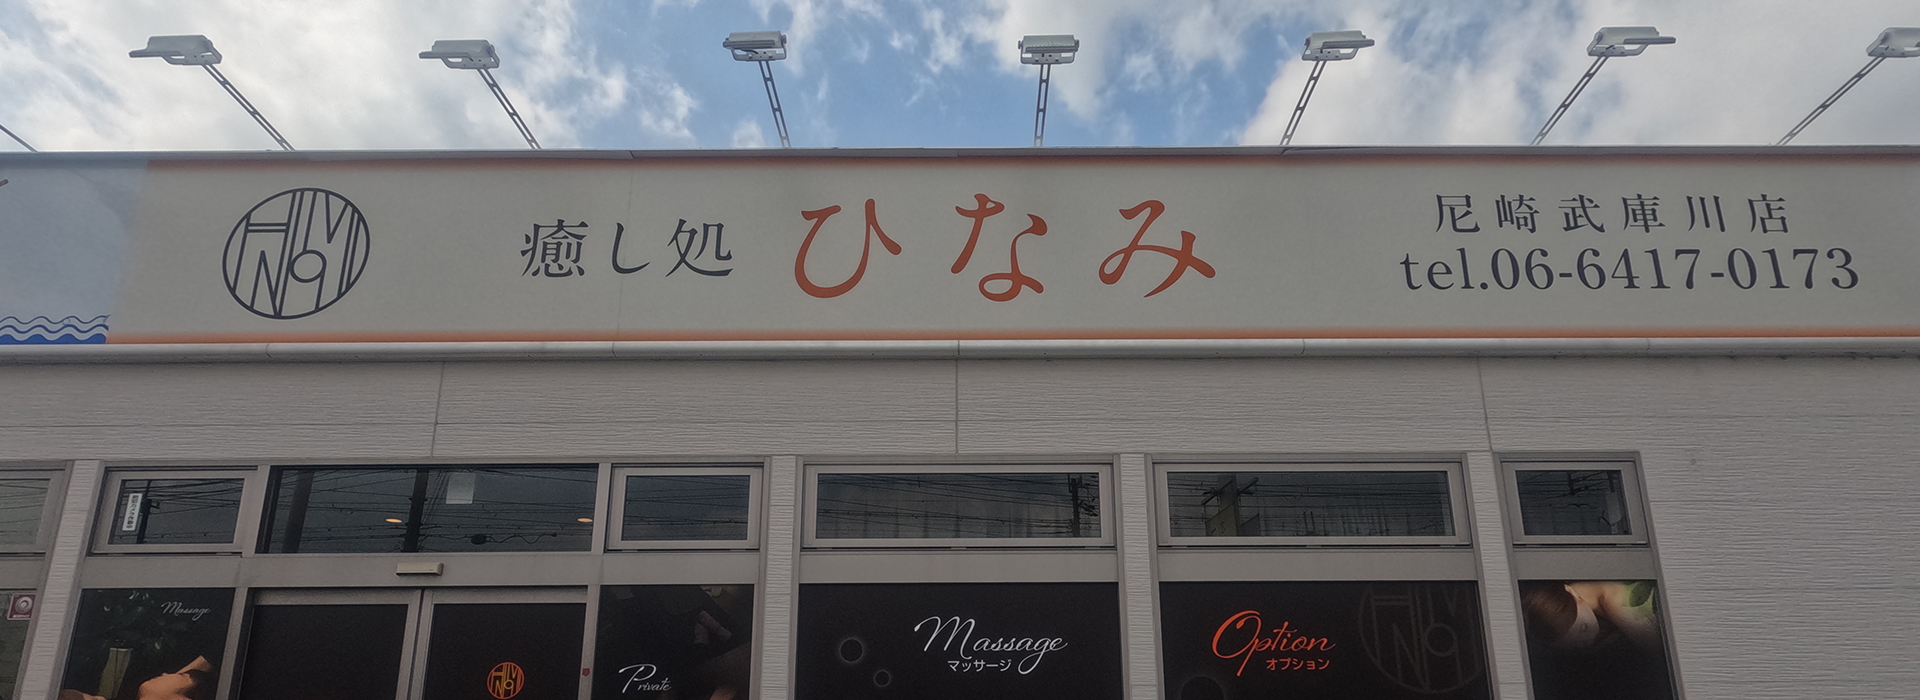 HINAMI
癒し処 ひなみ
尼崎武庫川店
tel.06-6417-0173
Massage
Private
Massage
マッサージ
Option
オプション